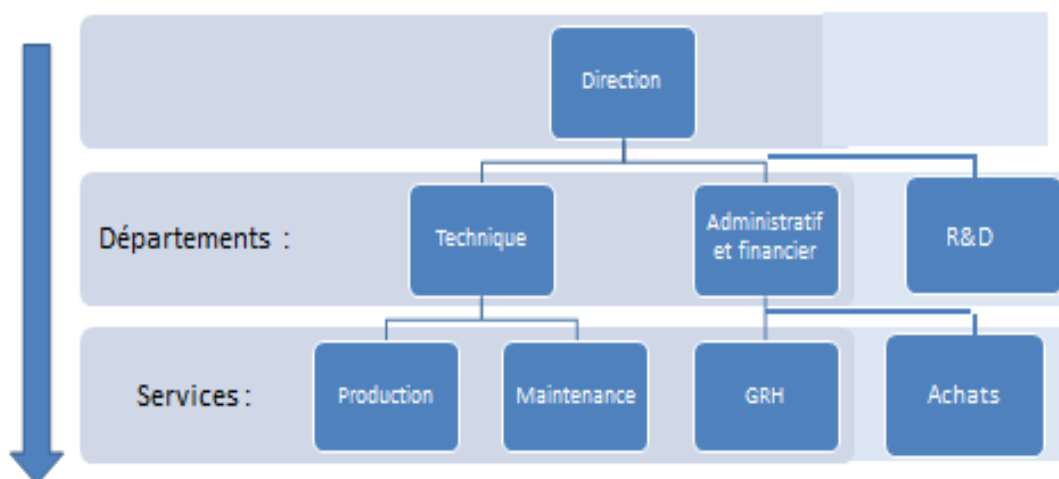 Direction
Départements :
Technique
Administratif
et financier
R&D
Services :
Production
Maintenance
GRH
Achats